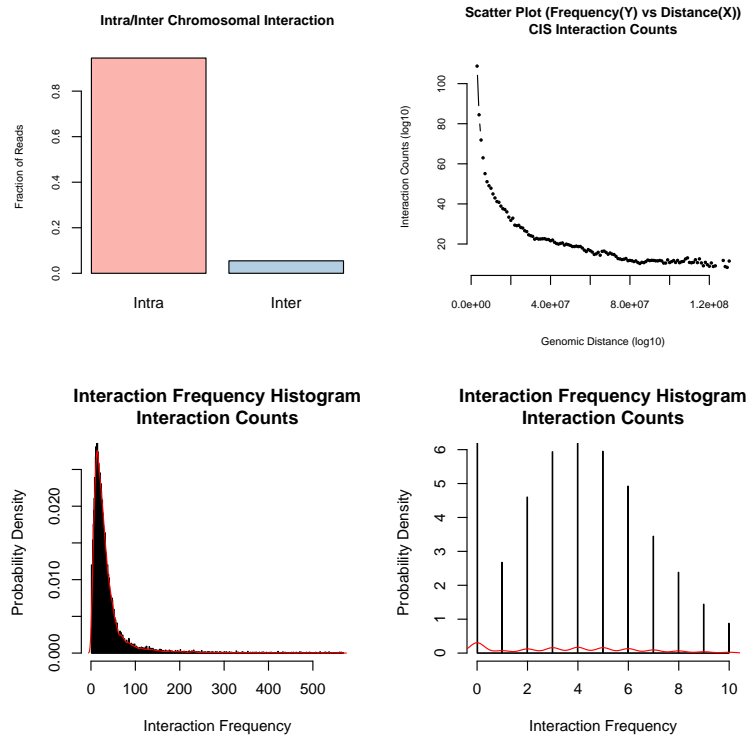 Intra/Inter Chromosomal Interaction
Fraction of Reads
0.0 0.2 0.4 0.6 0.8
Intra Inter
Scatter Plot (Frequency(Y) vs Distance(X))
CIS Interaction Counts
Interaction Counts (log10)
20 40 60 80 100
0.0e+00 4.0e+07 8.0e+07 1.2e+08
Genomic Distance (log10)
Interaction Frequency Histogram
Interaction Counts
Probability Density
0.000 0.010 0.020
0 100 200 300 400 500
Interaction Frequency
Interaction Frequency Histogram
Interaction Counts
Probability Density
0 1 2 3 4 5 6
0 2 4 6 8 10
Interaction Frequency